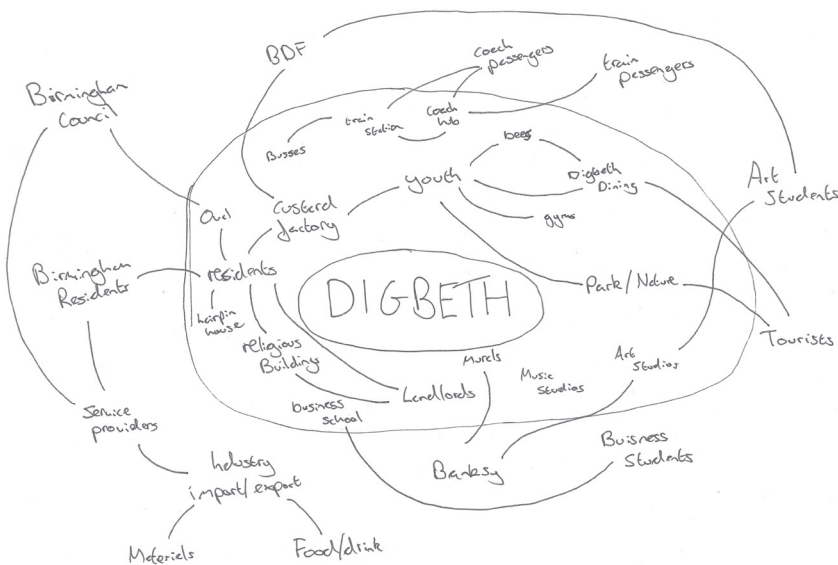 BDF
Coach
passengers
train
passengers
Birmingham
Council
train
station
Coach
hub
Busses
bees
youth
Digbeth
Dining
Art
Students
Oval
Custard
factory
gyms
Birmingham
Residents
residents
DIGBETH
Park/Nature
hairpin
house
religious
Buildings
Tourists
Murals
Art
Studios
Music
Studios
Landlords
business
school
Service
providers
Buisness
Students
Banksy
Industry
import/export
Materials
Food/drink